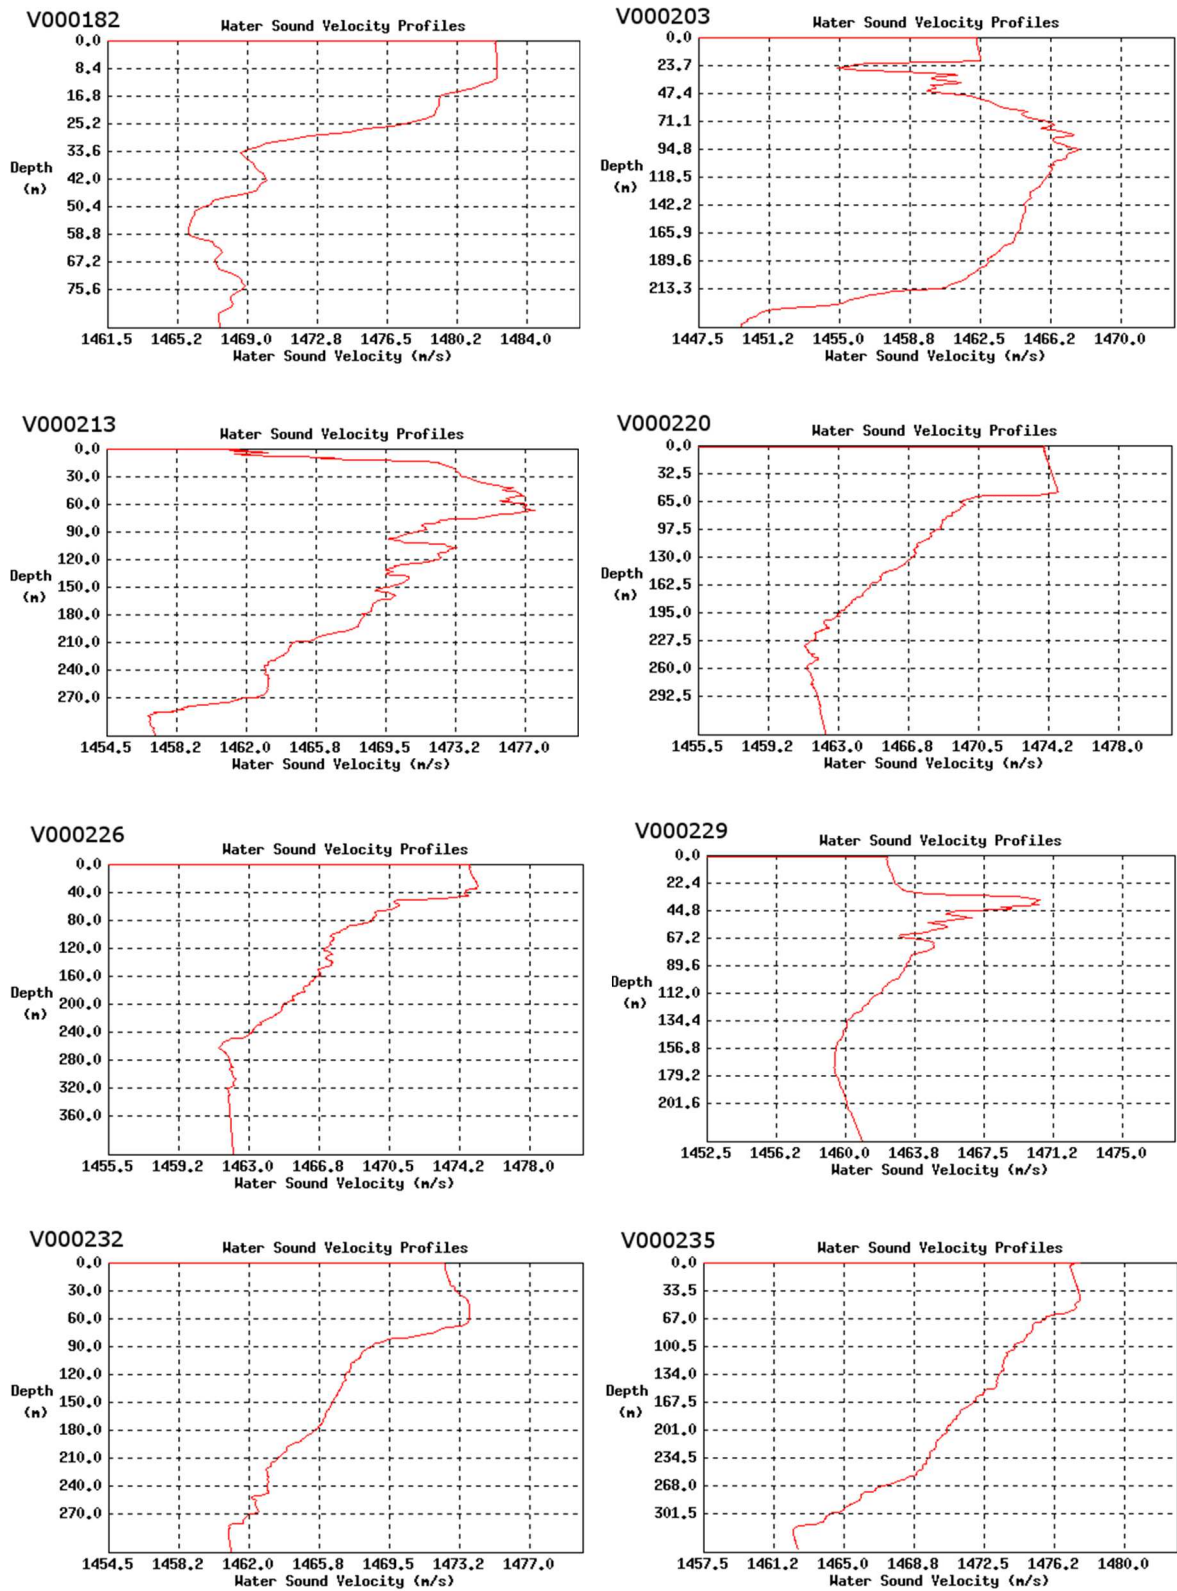 V000182
Water Sound Velocity Profiles
0.0
8.4
16.8
25.2
33.6
Depth
(m)
42.0
50.4
58.8
67.2
75.6
1461.5 1465.2 1469.0 1472.8 1476.5 1480.2 1484.0
Water Sound Velocity (m/s)
V000203
Water Sound Velocity Profiles
0.0
23.7
47.4
71.1
94.8
Depth
(m)
118.5
142.2
165.9
189.6
213.3
1447.5 1451.2 1455.0 1458.8 1462.5 1466.2 1470.0
Water Sound Velocity (m/s)
V000213
Water Sound Velocity Profiles
0.0
30.0
60.0
90.0
120.0
Depth
(m)
150.0
180.0
210.0
240.0
270.0
1454.5 1458.2 1462.0 1465.8 1469.5 1473.2 1477.0
Water Sound Velocity (m/s)
V000220
Water Sound Velocity Profiles
0.0
32.5
65.0
97.5
130.0
Depth
(m)
162.5
195.0
227.5
260.0
292.5
1455.5 1459.2 1463.0 1466.8 1470.5 1474.2 1478.0
Water Sound Velocity (m/s)
V000226
Water Sound Velocity Profiles
0.0
40.0
80.0
120.0
160.0
Depth
(m)
200.0
240.0
280.0
320.0
360.0
1455.5 1459.2 1463.0 1466.8 1470.5 1474.2 1478.0
Water Sound Velocity (m/s)
V000229
Water Sound Velocity Profiles
0.0
22.4
44.8
67.2
89.6
Depth
(m)
112.0
134.4
156.8
179.2
201.6
1452.5 1456.2 1460.0 1463.8 1467.5 1471.2 1475.0
Water Sound Velocity (m/s)
V000232
Water Sound Velocity Profiles
0.0
30.0
60.0
90.0
120.0
Depth
(m)
150.0
180.0
210.0
240.0
270.0
1454.5 1458.2 1462.0 1465.8 1469.5 1473.2 1477.0
Water Sound Velocity (m/s)
V000235
Water Sound Velocity Profiles
0.0
33.5
67.0
100.5
134.0
Depth
(m)
167.5
201.0
234.5
268.0
301.5
1457.5 1461.2 1465.0 1468.8 1472.5 1476.2 1480.0
Water Sound Velocity (m/s)